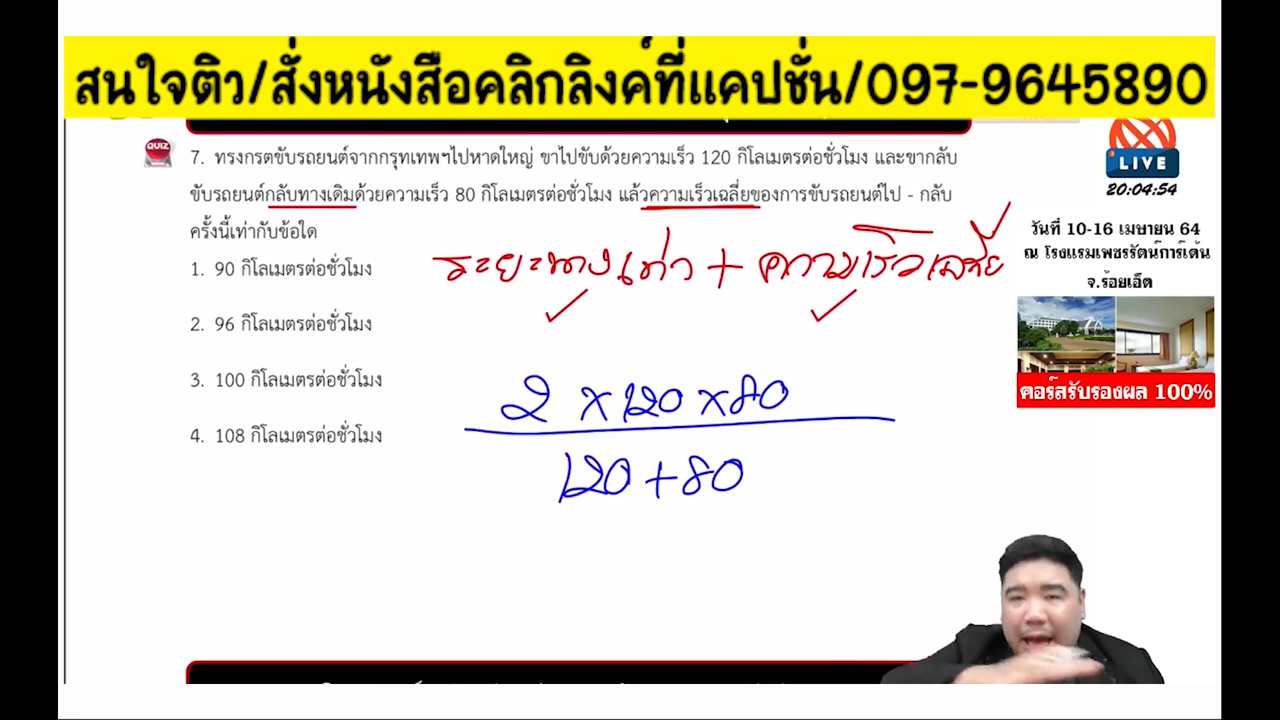 สนใจติว/สั่งหนังสือคลิกลิงค์ที่แคปชั่น/097-9645890
QUIZ
7. ทรงกรตขับรถยนต์จากกรุทเทพฯไปหาดใหญ่ ขาไปขับด้วยความเร็ว 120 กิโลเมตรต่อชั่วโมง และขากลับ
ขับรถยนต์กลับทางเดิมด้วยความเร็ว 80 กิโลเมตรต่อชั่วโมง แล้วความเร็วเฉลี่ยของการขับรถยนต์ไป - กลับ
ครั้งนี้เท่ากับข้อใด
1. 90 กิโลเมตรต่อชั่วโมง
2. 96 กิโลเมตรต่อชั่วโมง
3. 100 กิโลเมตรต่อชั่วโมง
4. 108 กิโลเมตรต่อชั่วโมง
ระยะทางเท่า + ความเร็วเฉลี่ย
2 x 120 x 80
120 + 80
LIVE
20:04:54
วันที่ 10-16 เมษายน 64
ณ โรงแรมเพชรรัตน์การ์เด้น
จ.ร้อยเอ็ด
คอร์สรับรองผล 100%